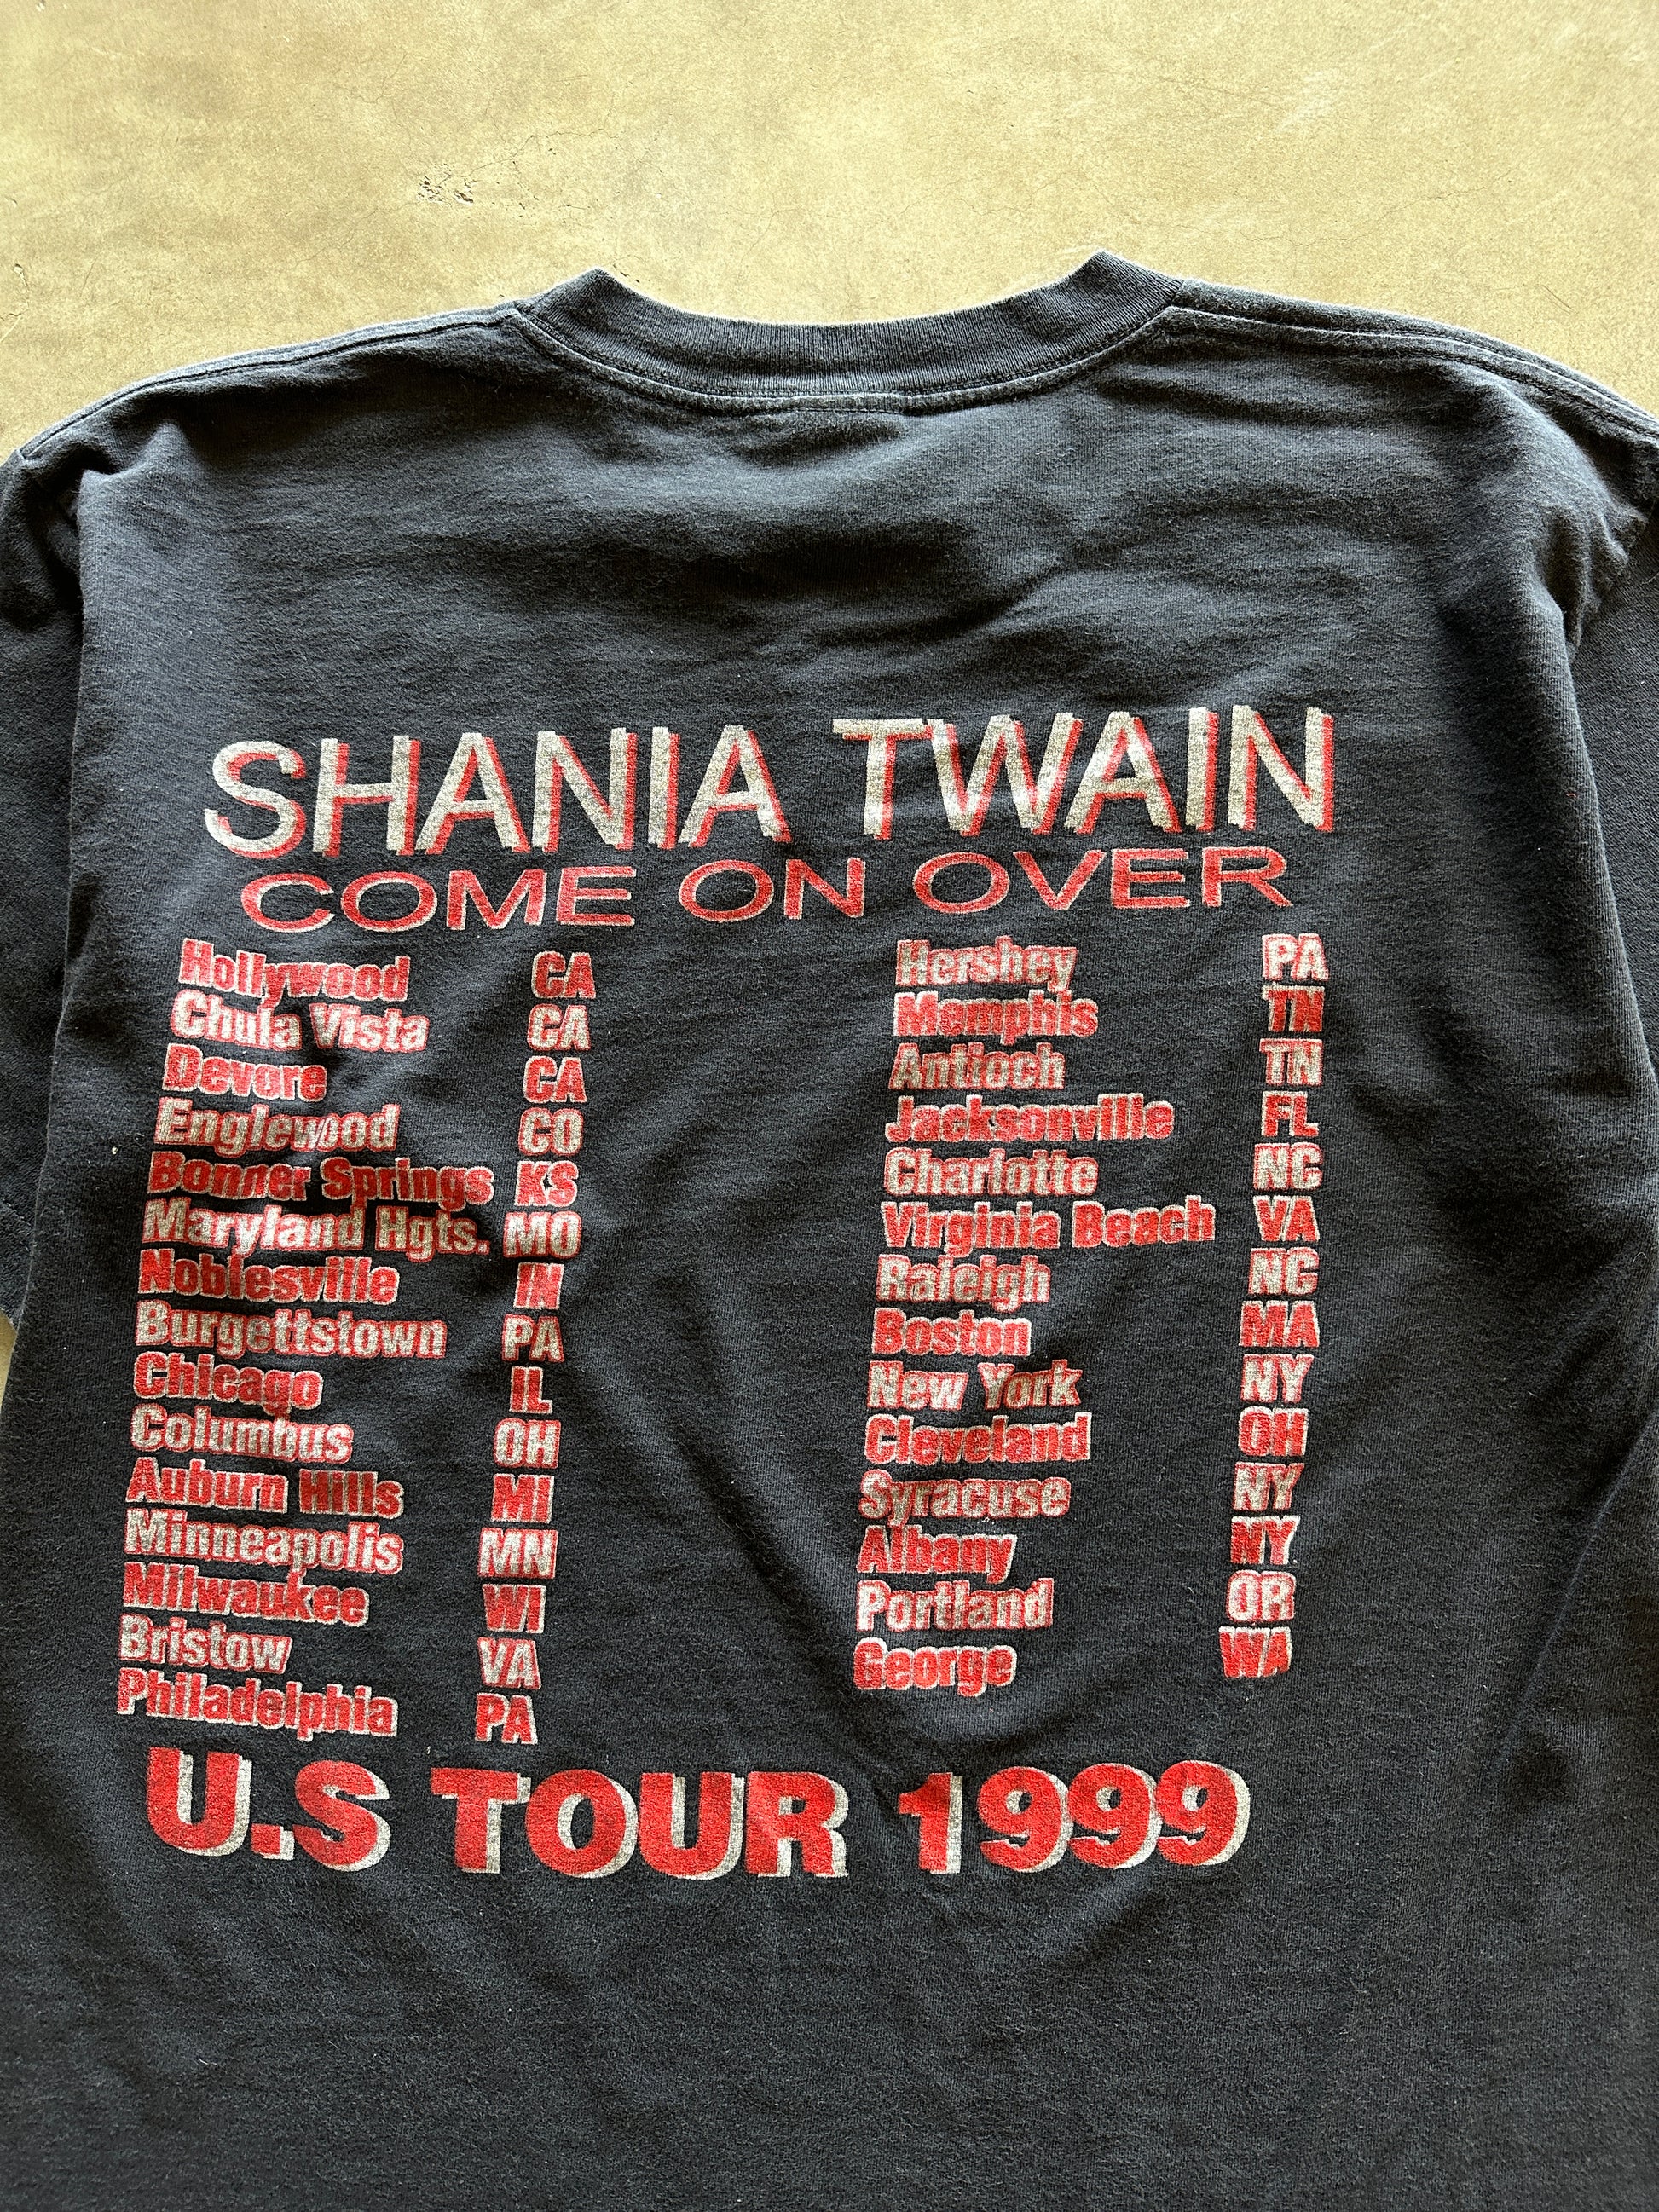 SHANIA TWAIN
COME ON OVER
Hollywood CA
Chula Vista CA
Devore CA
Englewood CO
Bonner Springs KS
Maryland Hgts. MO
Noblesville IN
Burgettstown PA
Chicago IL
Columbus OH
Auburn Hills MI
Minneapolis MN
Milwaukee WI
Bristow VA
Philadelphia PA
Hershey PA
Memphis TN
Antioch TN
Jacksonville FL
Charlotte NC
Virginia Beach VA
Raleigh NC
Boston MA
New York NY
Cleveland OH
Syracuse NY
Albany NY
Portland OR
George WA
U.S TOUR 1999